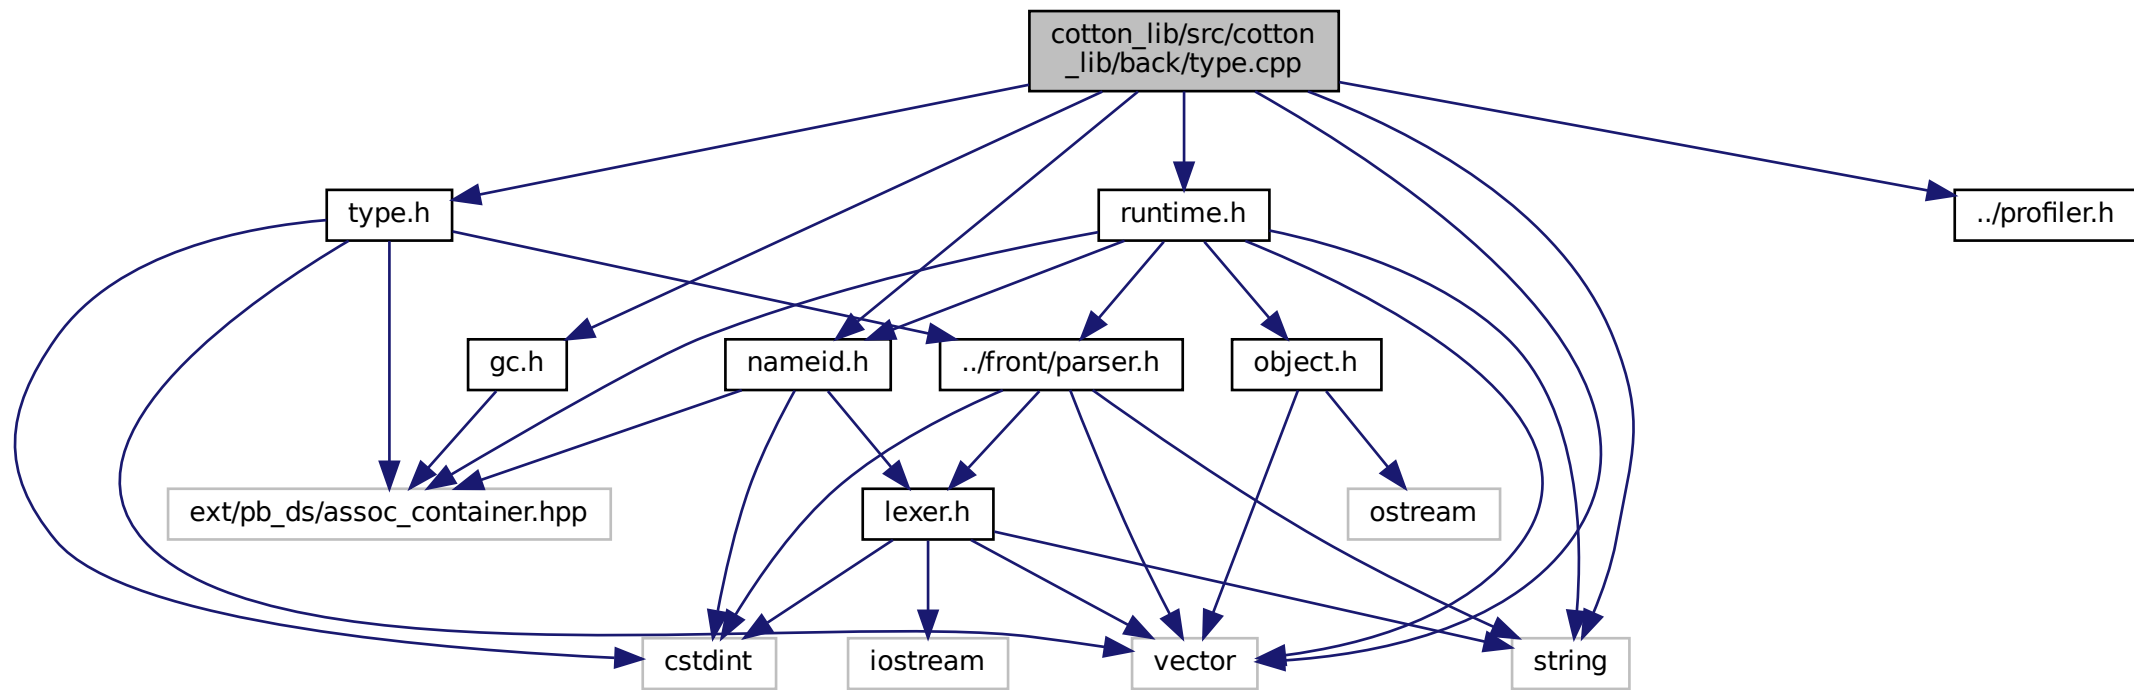 cotton_lib/src/cotton
_lib/back/type.cpp
type.h
runtime.h
../profiler.h
gc.h
nameid.h
../front/parser.h
object.h
ext/pb_ds/assoc_container.hpp
lexer.h
ostream
cstdint
iostream
vector
string